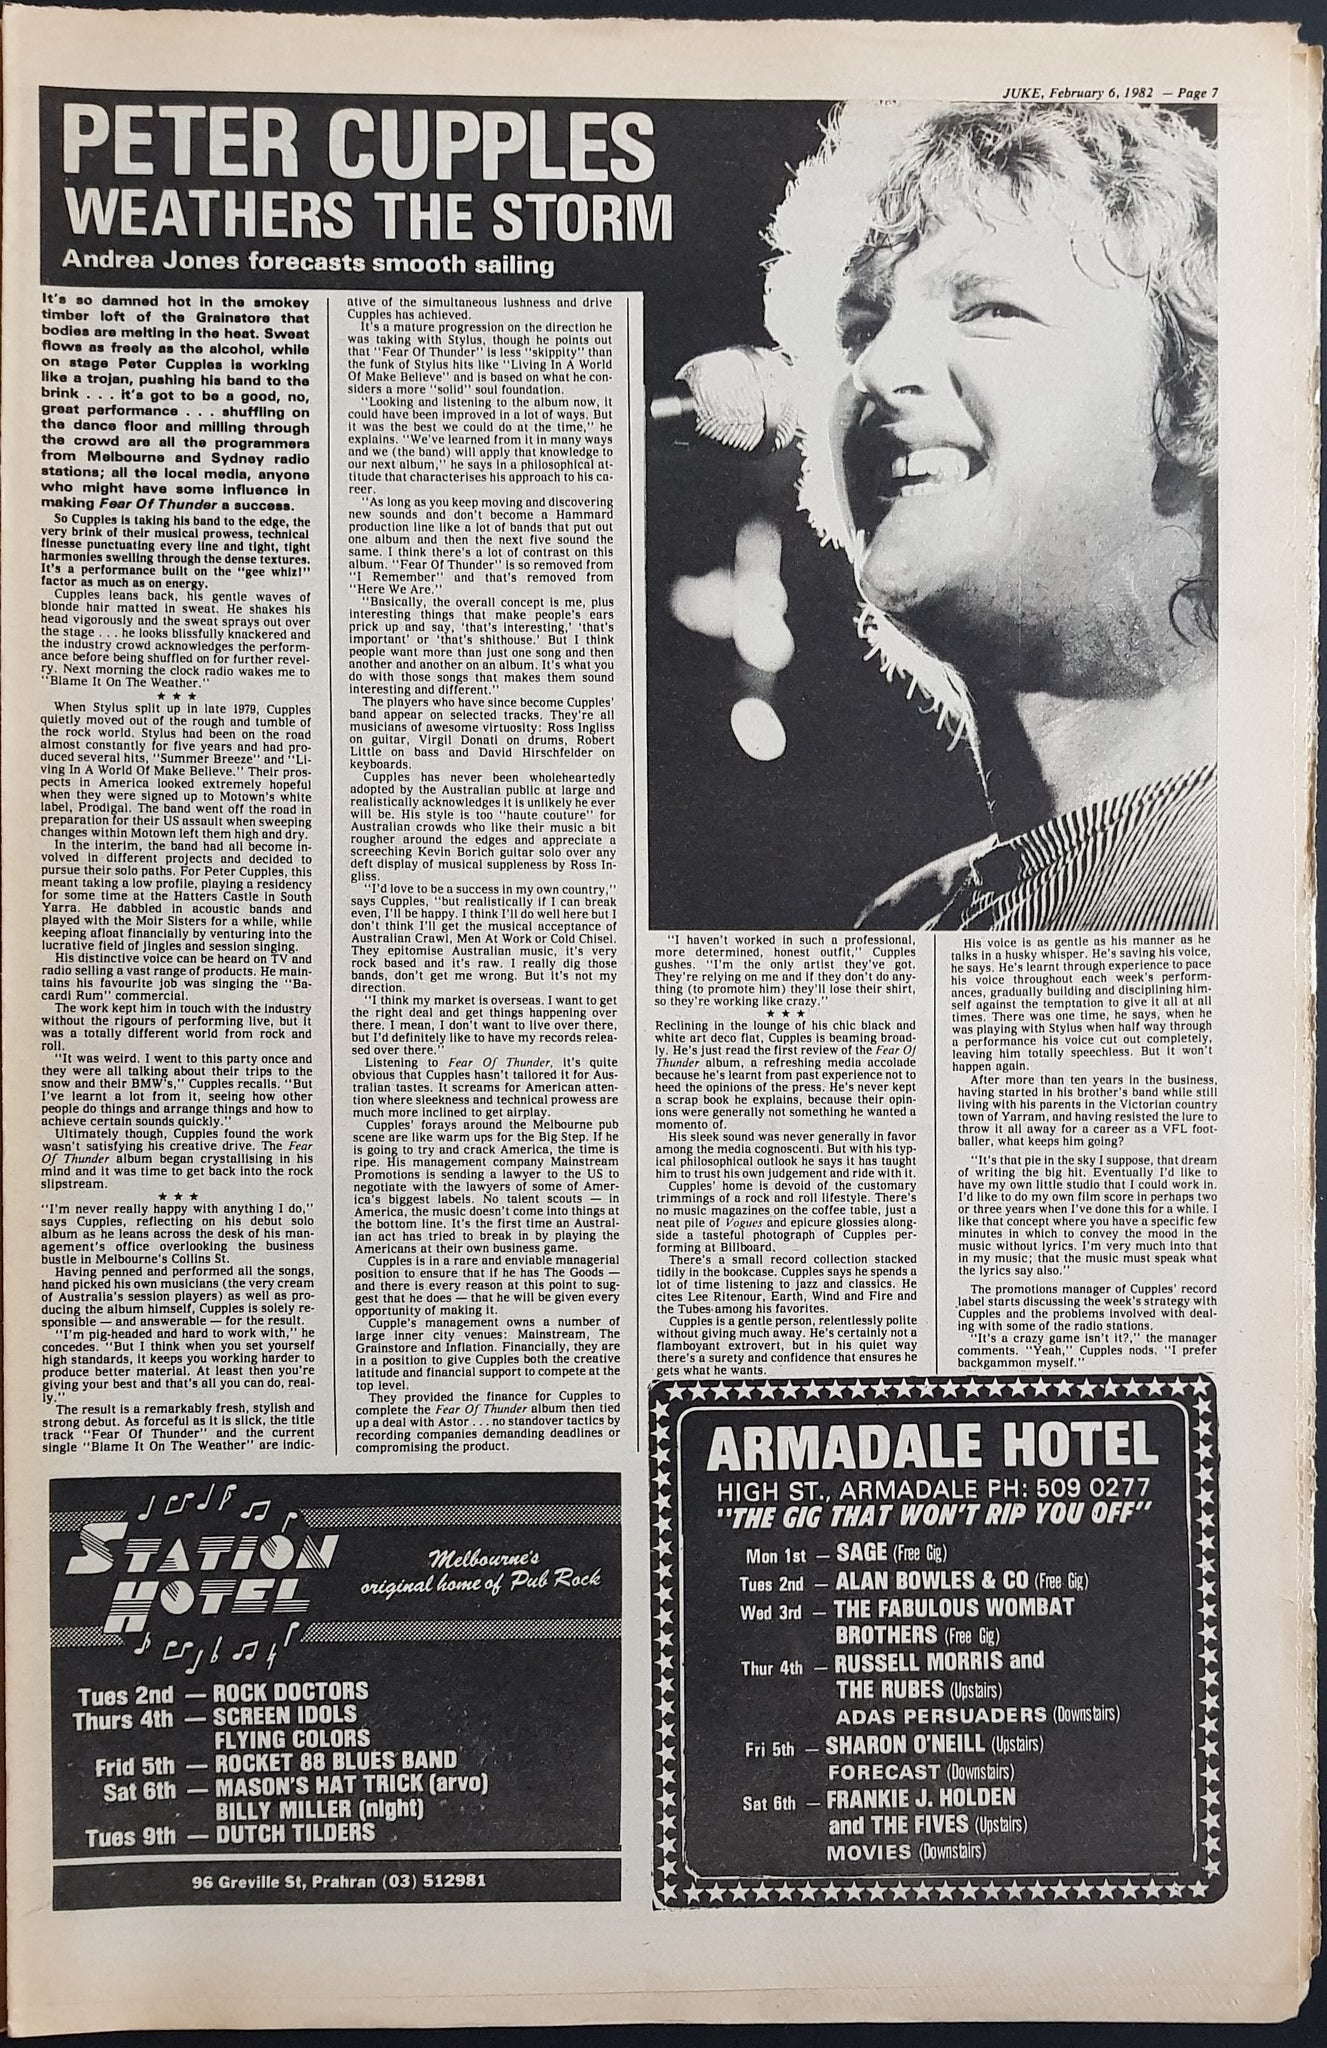 JUKE, February 6, 1982 — Page 7
PETER CUPPLES
WEATHERS THE STORM
Andrea Jones forecasts smooth sailing
It's so damned hot in the smokey
timber loft of the Grainstore that
bodies are melting in the heat. Sweat
flows as freely as the alcohol, while
on stage Peter Cupples is working
like a trojan, pushing his band to the
brink . . . it's got to be a good, no,
great performance . . . shuffling on
the dance floor and milling through
the crowd are all the programmers
from Melbourne and Sydney radio
stations; all the local media, anyone
who might have some influence in
making Fear Of Thunder a success.
So Cupples is taking his band to the edge, the
very brink of their musical prowess, technical
finesse punctuating every line and tight, tight
harmonies swelling through the dense textures.
It's a performance built on the "gee whiz!"
factor as much as on energy.
Cupples leans back, his gentle waves of
blonde hair matted in sweat. He shakes his
head vigorously and the sweat sprays out over
the stage . . . he looks blissfully knackered and
the industry crowd acknowledges the perform-
ance before being shuffled on for further revel-
ry. Next morning the clock radio wakes me to
"Blame It On The Weather."
★ ★ ★
When Stylus split up in late 1979, Cupples
quietly moved out of the rough and tumble of
the rock world. Stylus had been on the road
almost constantly for five years and had pro-
duced several hits, "Summer Breeze" and "Li-
ving In A World Of Make Believe." Their pros-
pects in America looked extremely hopeful
when they were signed up to Motown's white
label, Prodigal. The band went off the road in
preparation for their US assault when sweeping
changes within Motown left them high and dry.
In the interim, the band had all become in-
volved in different projects and decided to
pursue their solo paths. For Peter Cupples, this
meant taking a low profile, playing a residency
for some time at the Hatters Castle in South
Yarra. He dabbled in acoustic bands and
played with the Moir Sisters for a while, while
keeping afloat financially by venturing into the
lucrative field of jingles and session singing.
His distinctive voice can be heard on TV and
radio selling a vast range of products. He main-
tains his favourite job was singing the "Ba-
cardi Rum" commercial.
The work kept him in touch with the industry
without the rigours of performing live, but it
was a totally different world from rock and
roll.
"It was weird. I went to this party once and
they were all talking about their trips to the
snow and their BMW's," Cupples recalls. "But
I've learnt a lot from it, seeing how other
people do things and arrange things and how to
achieve certain sounds quickly."
Ultimately though, Cupples found the work
wasn't satisfying his creative drive. The Fear
Of Thunder album began crystallising in his
mind and it was time to get back into the rock
slipstream.
★ ★ ★
"I'm never really happy with anything I do,"
says Cupples, reflecting on his debut solo
album as he leans across the desk of his man-
agement's office overlooking the business
bustle in Melbourne's Collins St.
Having penned and performed all the songs,
hand picked his own musicians (the very cream
of Australia's session players) as well as pro-
ducing the album himself, Cupples is solely re-
sponsible — and answerable — for the result.
"I'm pig-headed and hard to work with," he
concedes. "But I think when you set yourself
high standards, it keeps you working harder to
produce better material. At least then you're
giving your best and that's all you can do, real-
ly."
The result is a remarkably fresh, stylish and
strong debut. As forceful as it is slick, the title
track "Fear Of Thunder" and the current
single "Blame It On The Weather" are indic-
ative of the simultaneous lushness and drive
Cupples has achieved.
It's a mature progression on the direction he
was taking with Stylus, though he points out
that "Fear Of Thunder" is less "skippity" than
the funk of Stylus hits like "Living In A World
Of Make Believe" and is based on what he con-
siders a more "solid" soul foundation.
"Looking and listening to the album now, it
could have been improved in a lot of ways. But
it was the best we could do at the time," he
explains. "We've learned from it in many ways
and we (the band) will apply that knowledge to
our next album," he says in a philosophical at-
titude that characterises his approach to his ca-
reer.
"As long as you keep moving and discovering
new sounds and don't become a Hammard
production line like a lot of bands that put out
one album and then the next five sound the
same. I think there's a lot of contrast on this
album. "Fear Of Thunder" is so removed from
"I Remember" and that's removed from
"Here We Are."
"Basically, the overall concept is me, plus
interesting things that make people's ears
prick up and say, 'that's interesting,' 'that's
important' or 'that's shithouse.' But I think
people want more than just one song and then
another and another on an album. It's what you
do with those songs that makes them sound
interesting and different."
The players who have since become Cupples'
band appear on selected tracks. They're all
musicians of awesome virtuosity: Ross Ingliss
on guitar, Virgil Donati on drums, Robert
Little on bass and David Hirschfelder on
keyboards.
Cupples has never been wholeheartedly
adopted by the Australian public at large and
realistically acknowledges it is unlikely he ever
will be. His style is too "haute couture" for
Australian crowds who like their music a bit
rougher around the edges and appreciate a
screeching Kevin Borich guitar solo over any
deft display of musical suppleness by Ross In-
gliss.
"I'd love to be a success in my own country,"
says Cupples, "but realistically if I can break
even, I'll be happy. I think I'll do well here but I
don't think I'll get the musical acceptance of
Australian Crawl, Men At Work or Cold Chisel.
They epitomise Australian music, it's very
rock based and it's raw. I really dig those
bands, don't get me wrong. But it's not my
direction.
"I think my market is overseas. I want to get
the right deal and get things happening over
there. I mean, I don't want to live over there,
but I'd definitely like to have my records relea-
sed over there."
Listening to Fear Of Thunder, it's quite
obvious that Cupples hasn't tailored it for Aus-
tralian tastes. It screams for American atten-
tion where sleekness and technical prowess are
much more inclined to get airplay.
Cupples' forays around the Melbourne pub
scene are like warm ups for the Big Step. If he
is going to try and crack America, the time is
ripe. His management company Mainstream
Promotions is sending a lawyer to the US to
negotiate with the lawyers of some of Amer-
ica's biggest labels. No talent scouts — in
America, the music doesn't come into things at
the bottom line. It's the first time an Austral-
ian act has tried to break in by playing the
Americans at their own business game.
Cupples is in a rare and enviable managerial
position to ensure that if he has The Goods —
and there is every reason at this point to sug-
gest that he does — that he will be given every
opportunity of making it.
Cupple's management owns a number of
large inner city venues: Mainstream, The
Grainstore and Inflation. Financially, they are
in a position to give Cupples both the creative
latitude and financial support to compete at the
top level.
They provided the finance for Cupples to
complete the Fear Of Thunder album then tied
up a deal with Astor . . . no standover tactics by
recording companies demanding deadlines or
compromising the product.
"I haven't worked in such a professional,
more determined, honest outfit," Cupples
gushes. "I'm the only artist they've got.
They're relying on me and if they don't do any-
thing (to promote him) they'll lose their shirt,
so they're working like crazy."
★ ★ ★
Reclining in the lounge of his chic black and
white art deco flat, Cupples is beaming broad-
ly. He's just read the first review of the Fear Of
Thunder album, a refreshing media accolade
because he's learnt from past experience not to
heed the opinions of the press. He's never kept
a scrap book he explains, because their opin-
ions were generally not something he wanted a
momento of.
His sleek sound was never generally in favor
among the media cognoscenti. But with his typ-
ical philosophical outlook he says it has taught
him to trust his own judgement and ride with it.
Cupples' home is devoid of the customary
trimmings of a rock and roll lifestyle. There's
no music magazines on the coffee table, just a
neat pile of Vogues and epicure glossies along-
side a tasteful photograph of Cupples per-
forming at Billboard.
There's a small record collection stacked
tidily in the bookcase. Cupples says he spends a
lot of time listening to jazz and classics. He
cites Lee Ritenour, Earth, Wind and Fire and
the Tubes among his favorites.
Cupples is a gentle person, relentlessly polite
without giving much away. He's certainly not a
flamboyant extrovert, but in his quiet way
there's a surety and confidence that ensures he
gets what he wants.
His voice is as gentle as his manner as he
talks in a husky whisper. He's saving his voice,
he says. He's learnt through experience to pace
his voice throughout each week's perform-
ances, gradually building and disciplining him-
self against the temptation to give it all at all
times. There was one time, he says, when he
was playing with Stylus when half way through
a performance his voice cut out completely,
leaving him totally speechless. But it won't
happen again.
After more than ten years in the business,
having started in his brother's band while still
living with his parents in the Victorian country
town of Yarram, and having resisted the lure to
throw it all away for a career as a VFL foot-
baller, what keeps him going?
"It's that pie in the sky I suppose, that dream
of writing the big hit. Eventually I'd like to
have my own little studio that I could work in.
I'd like to do my own film score in perhaps two
or three years when I've done this for a while. I
like that concept where you have a specific few
minutes in which to convey the mood in the
music without lyrics. I'm very much into that
in my music; that the music must speak what
the lyrics say also."
The promotions manager of Cupples' record
label starts discussing the week's strategy with
Cupples and the problems involved with deal-
ing with some of the radio stations.
"It's a crazy game isn't it?," the manager
comments. "Yeah," Cupples nods. "I prefer
backgammon myself."
STATION
HOTEL
Melbourne's
original home of Pub Rock
Tues 2nd — ROCK DOCTORS
Thurs 4th — SCREEN IDOLS
FLYING COLORS
Frid 5th — ROCKET 88 BLUES BAND
Sat 6th — MASON'S HAT TRICK (arvo)
BILLY MILLER (night)
Tues 9th — DUTCH TILDERS
96 Greville St, Prahran (03) 512981
ARMADALE HOTEL
HIGH ST., ARMADALE PH: 509 0277
"THE GIG THAT WON'T RIP YOU OFF"
Mon 1st — SAGE (Free Gig)
Tues 2nd — ALAN BOWLES & CO (Free Gig)
Wed 3rd — THE FABULOUS WOMBAT
BROTHERS (Free Gig)
Thur 4th — RUSSELL MORRIS and
THE RUBES (Upstairs)
ADAS PERSUADERS (Downstairs)
Fri 5th — SHARON O'NEILL (Upstairs)
FORECAST (Downstairs)
Sat 6th — FRANKIE J. HOLDEN
and THE FIVES (Upstairs)
MOVIES (Downstairs)